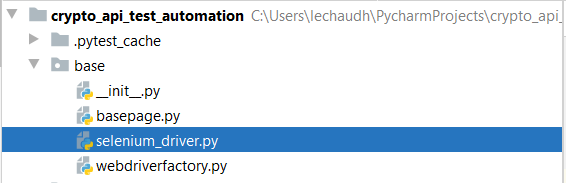 crypto_api_test_automation C:\Users\lechaudh\PycharmProjects\crypto_api_
.pytest_cache
base
__init__.py
basepage.py
selenium_driver.py
webdriverfactory.py